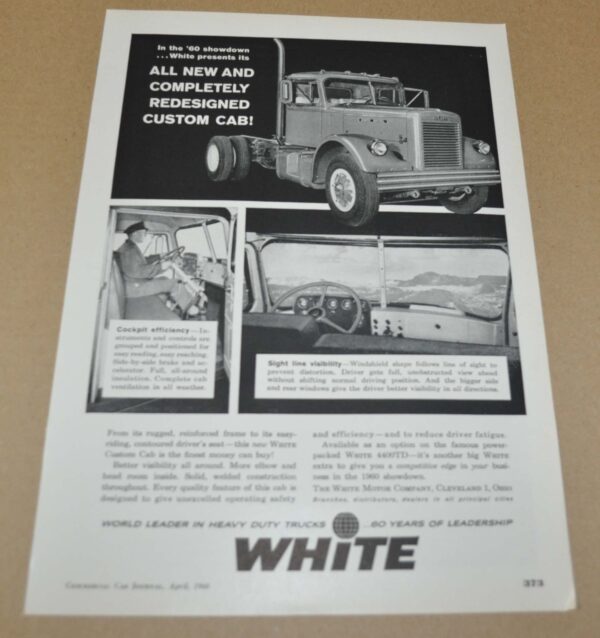 In the '60 showdown
...White presents its
ALL NEW AND
COMPLETELY
REDESIGNED
CUSTOM CAB!
Cockpit efficiency—In-
struments and controls are
grouped and positioned for
easy reading, easy reaching.
Side-by-side brake and ac-
celerator. Full, all-around
insulation. Complete cab
ventilation in all weather.
Sight line visibility—Windshield shape follows line of sight to
prevent distortion. Driver gets full, unobstructed view ahead
without shifting normal driving position. And the bigger side
and rear windows give the driver better visibility in all directions.
From its rugged, reinforced frame to its easy-
riding, contoured driver's seat—this new WHITE
Custom Cab is the finest money can buy!
Better visibility all around. More elbow and
head room inside. Solid, welded construction
throughout. Every quality feature of this cab is
designed to give unexcelled operating safety
and efficiency—and to reduce driver fatigue.
Available as an option on the famous power-
packed WHITE 4400TD—it's another big WHITE
extra to give you a competitive edge in your busi-
ness in the 1960 showdown.
THE WHITE MOTOR COMPANY, CLEVELAND 1, OHIO
Branches, distributors, dealers in all principal cities
WORLD LEADER IN HEAVY DUTY TRUCKS ...60 YEARS OF LEADERSHIP
WHiTE
COMMERCIAL CAR JOURNAL, April, 1960
373